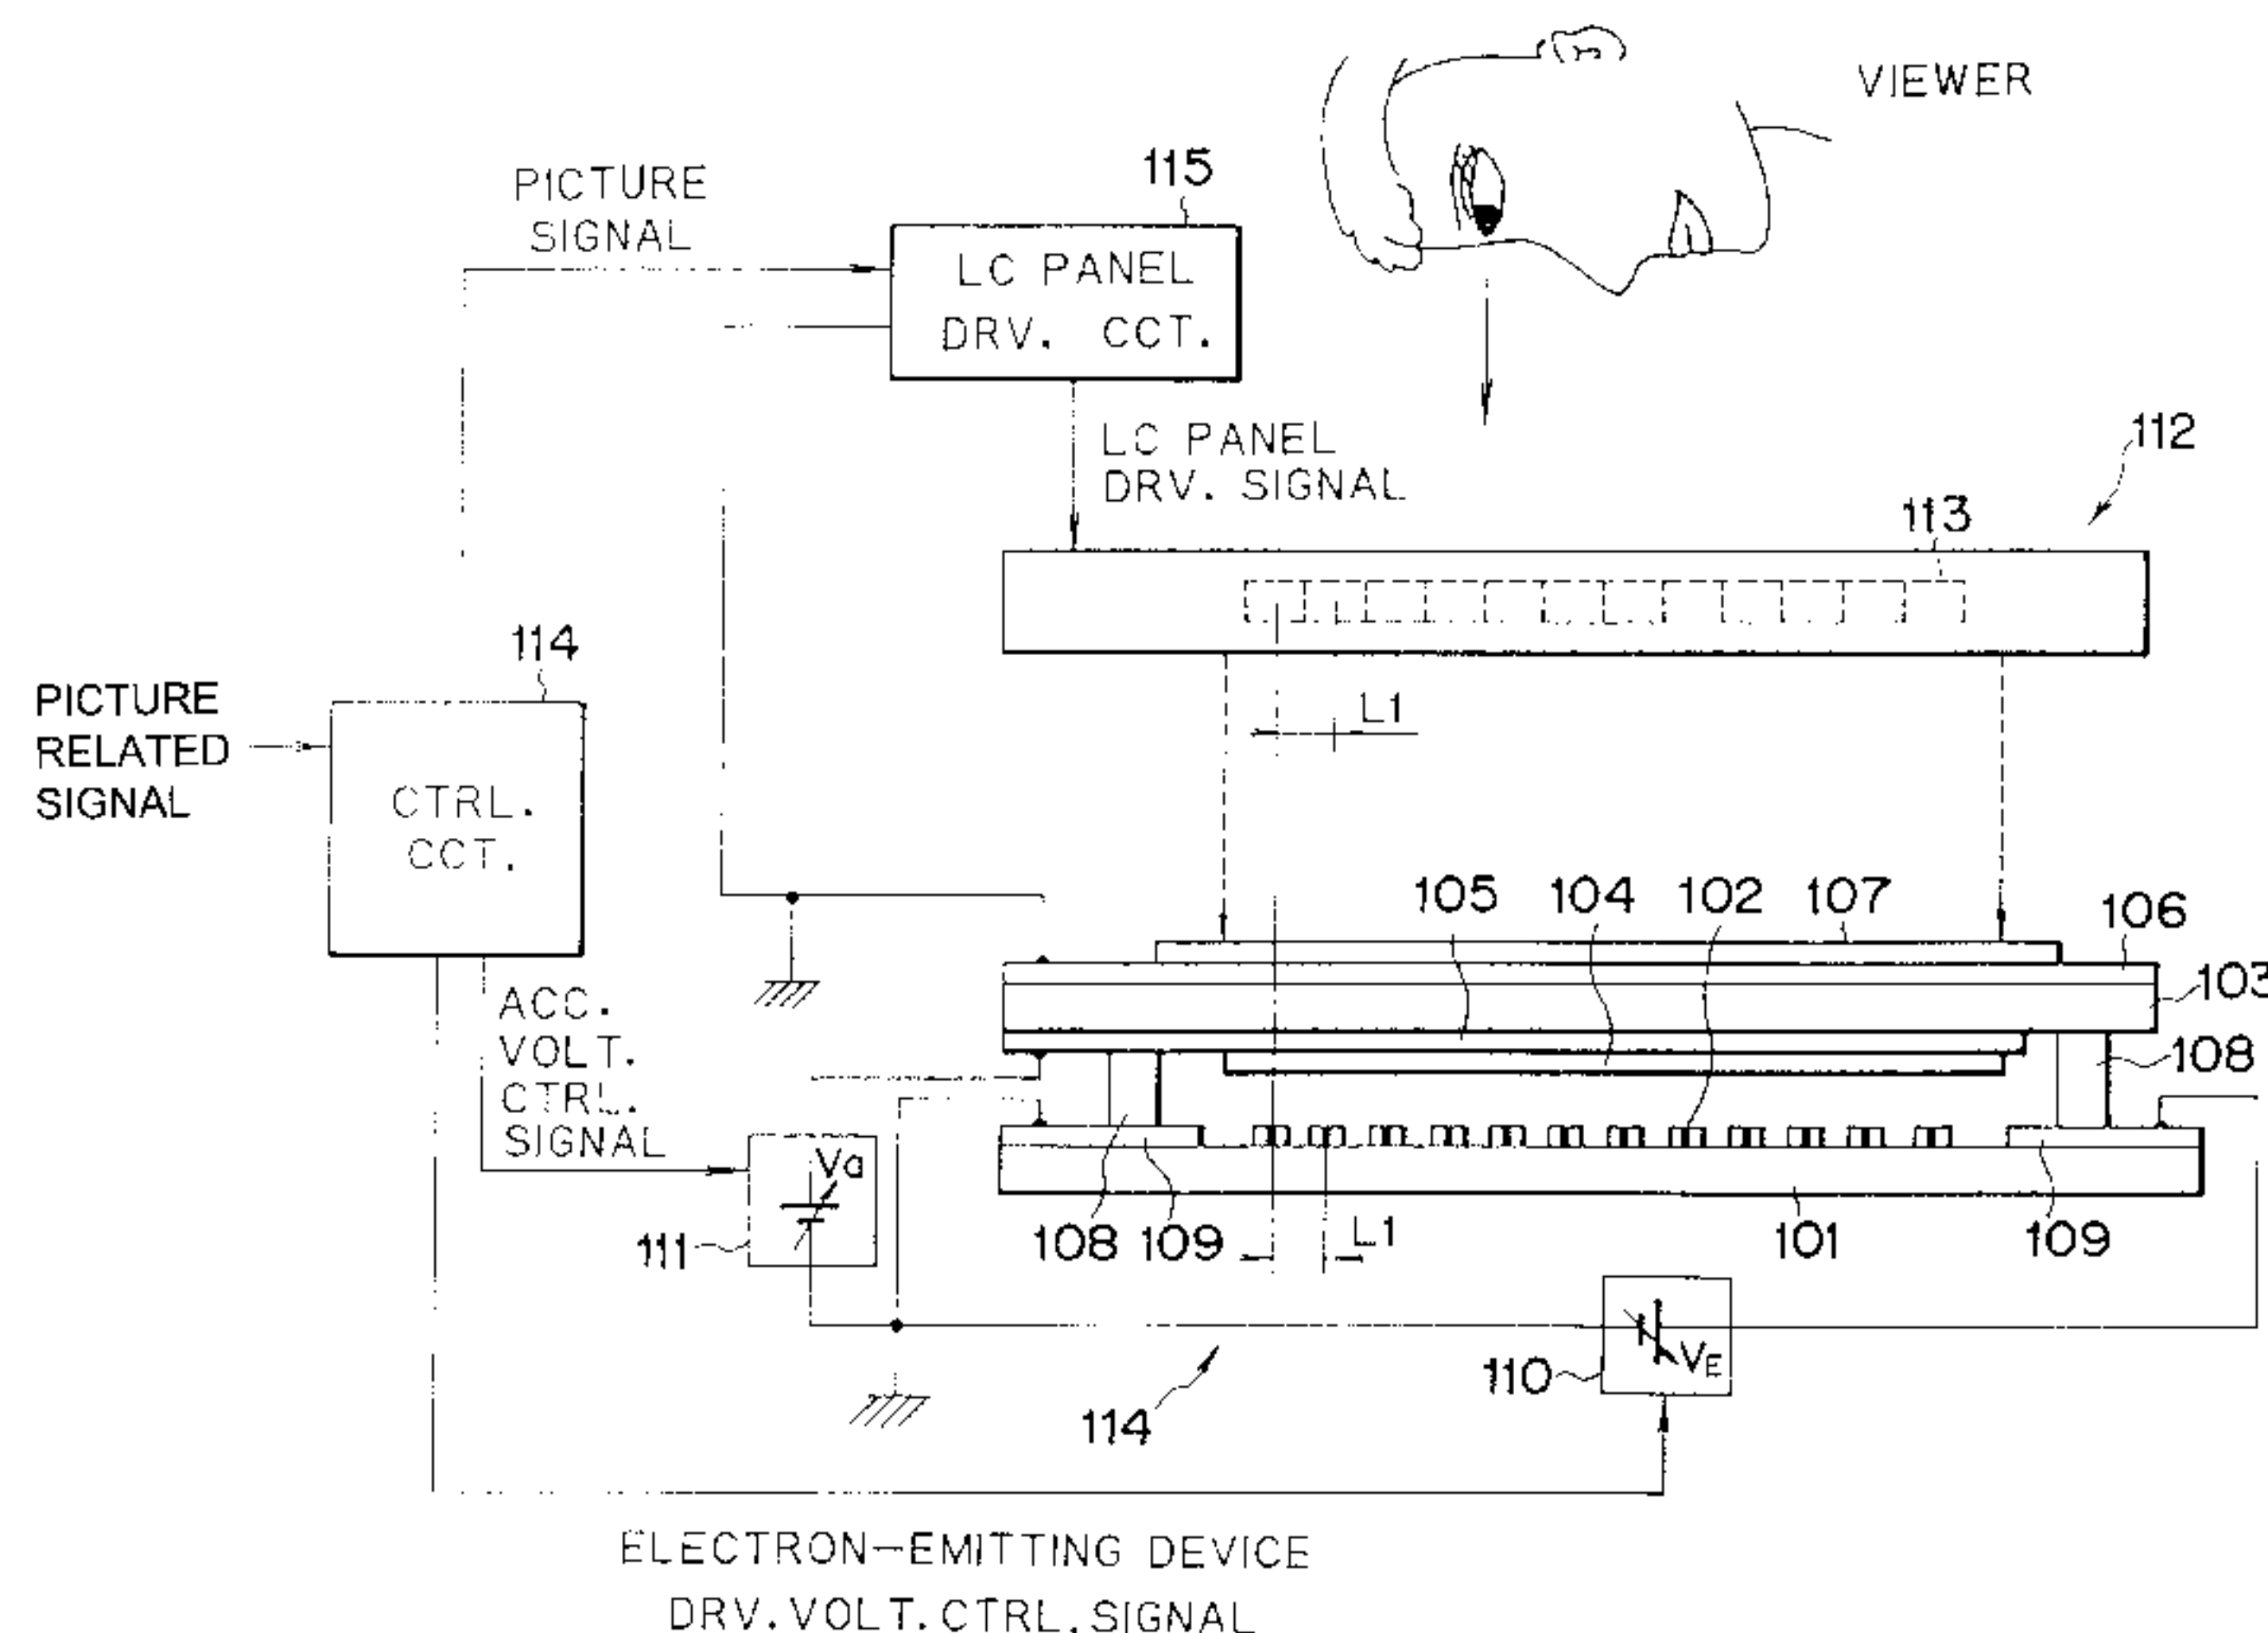 VIEWER
115
PICTURE
SIGNAL
LC PANEL
DRV. CCT.
112
LC PANEL
DRV. SIGNAL
113
114
PICTURE
RELATED
SIGNAL
L1
CTRL.
CCT.
105
104
102
107
106
103
ACC.
VOLT.
CTRL.
SIGNAL
108
Va
111
108
109
L1
101
109
110
VE
114
ELECTRON-EMITTING DEVICE
DRV. VOLT. CTRL. SIGNAL